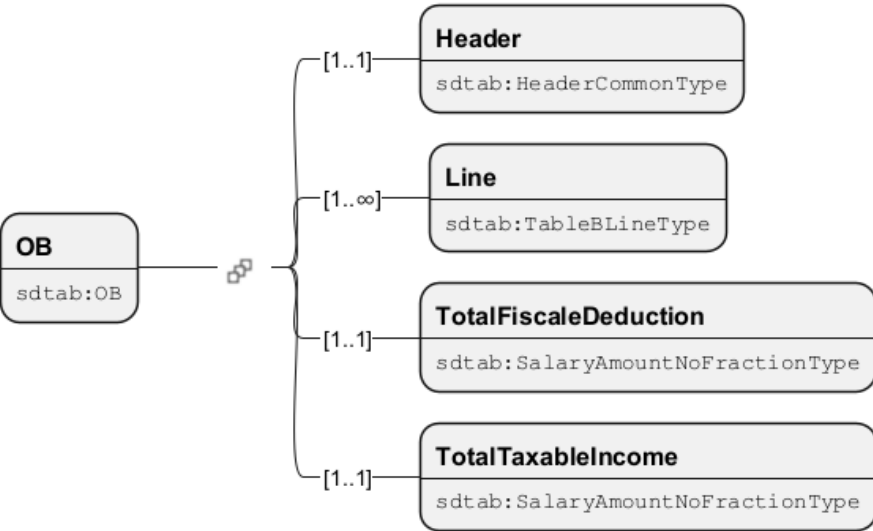 OB
sdtab:OB
[1..1]
Header
sdtab:HeaderCommonType
[1..∞]
Line
sdtab:TableBLineType
[1..1]
TotalFiscaleDeduction
sdtab:SalaryAmountNoFractionType
[1..1]
TotalTaxableIncome
sdtab:SalaryAmountNoFractionType